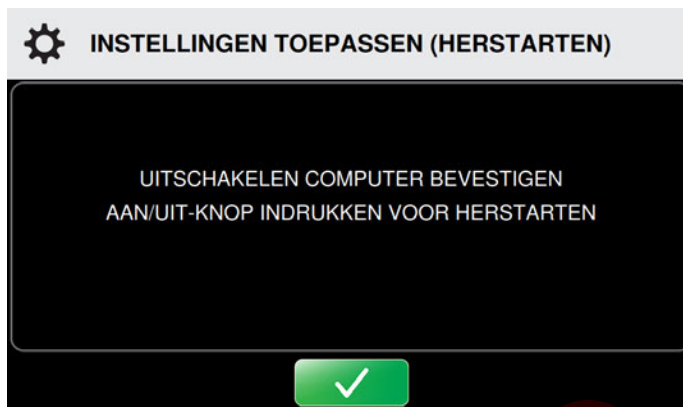 INSTELLINGEN TOEPASSEN (HERSTARTEN)
UITSCHAKELEN COMPUTER BEVESTIGEN
AAN/UIT-KNOP INDRUKKEN VOOR HERSTARTEN